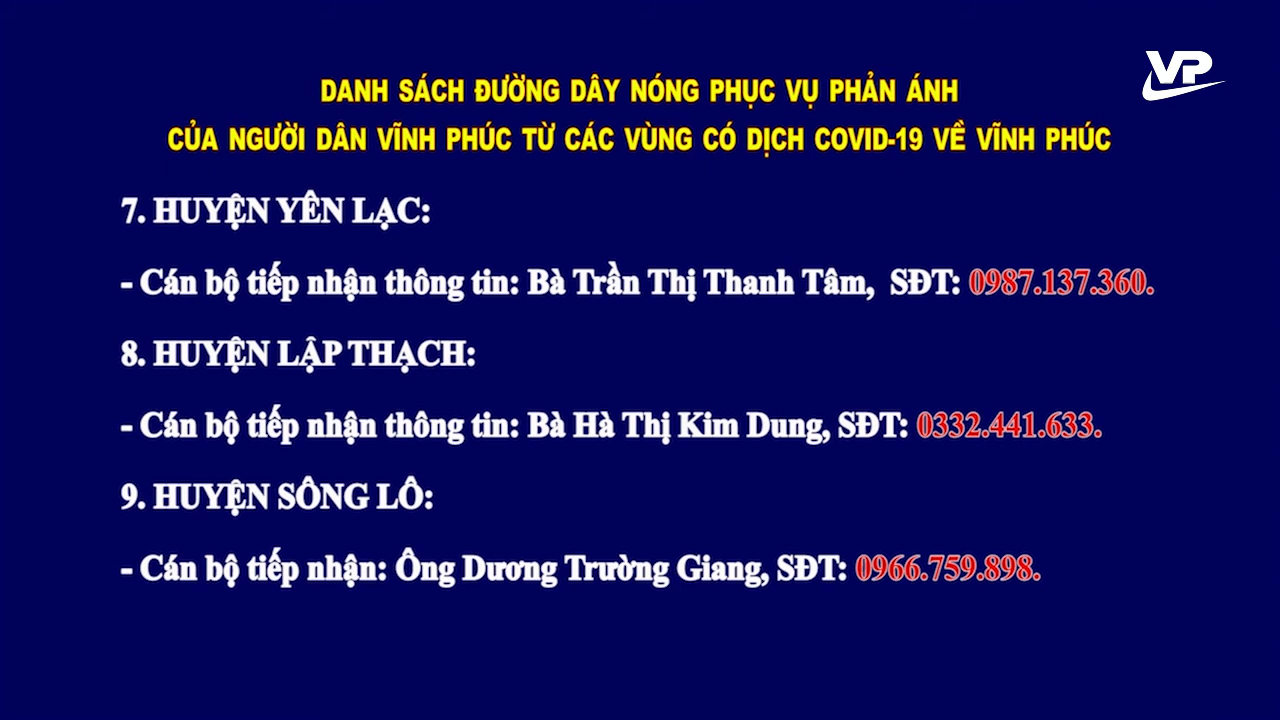 VP
DANH SÁCH ĐƯỜNG DÂY NÓNG PHỤC VỤ PHẢN ÁNH
CỦA NGƯỜI DÂN VĨNH PHÚC TỪ CÁC VÙNG CÓ DỊCH COVID-19 VỀ VĨNH PHÚC
7. HUYỆN YÊN LẠC:
- Cán bộ tiếp nhận thông tin: Bà Trần Thị Thanh Tâm, SĐT: 0987.137.360.
8. HUYỆN LẬP THẠCH:
- Cán bộ tiếp nhận thông tin: Bà Hà Thị Kim Dung, SĐT: 0332.441.633.
9. HUYỆN SÔNG LÔ:
- Cán bộ tiếp nhận: Ông Dương Trường Giang, SĐT: 0966.759.898.